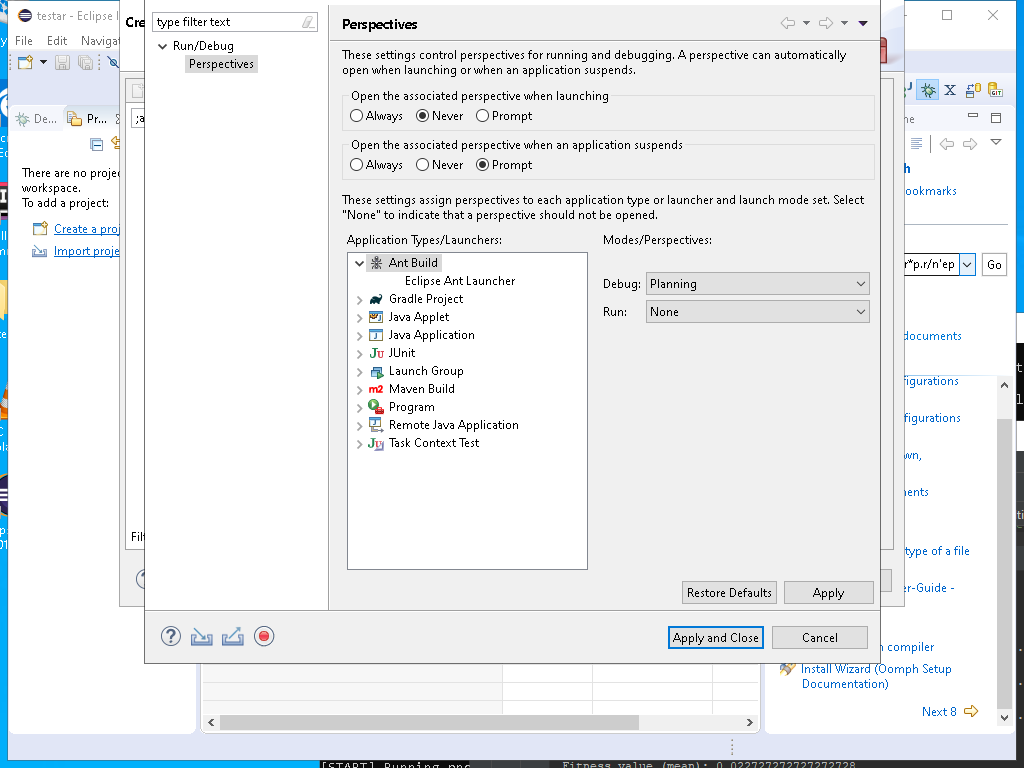 testar - Eclipse I
File Edit Navigat
De...
Pr...
There are no projec
workspace.
To add a project:
Create a proj
Import proje
Cre
;a
Filt
type filter text
Run/Debug
Perspectives
Perspectives
These settings control perspectives for running and debugging. A perspective can automatically
open when launching or when an application suspends.
Open the associated perspective when launching
Always Never Prompt
Open the associated perspective when an application suspends
Always Never Prompt
These settings assign perspectives to each application type or launcher and launch mode set. Select
"None" to indicate that a perspective should not be opened.
Application Types/Launchers:
Modes/Perspectives:
Ant Build
Eclipse Ant Launcher
Gradle Project
Java Applet
Java Application
JUnit
Launch Group
Maven Build
Program
Remote Java Application
Task Context Test
Debug: Planning
Run: None
Restore Defaults Apply
Apply and Close Cancel
ne
h
ookmarks
r*p.r/n'ep
Go
documents
igurations
figurations
wn,
ments
type of a file
er-Guide -
n compiler
Install Wizard (Oomph Setup
Documentation)
Next 8
[START] Running
Fitness value (mean): 0.022727272727272728